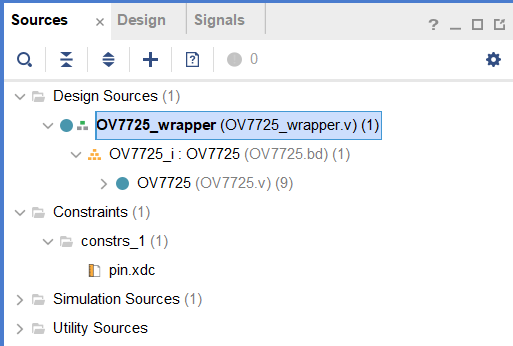 Sources × Design Signals ? _
0
Design Sources (1)
OV7725_wrapper (OV7725_wrapper.v) (1)
OV7725_i : OV7725 (OV7725.bd) (1)
OV7725 (OV7725.v) (9)
Constraints (1)
constrs_1 (1)
pin.xdc
Simulation Sources (1)
Utility Sources